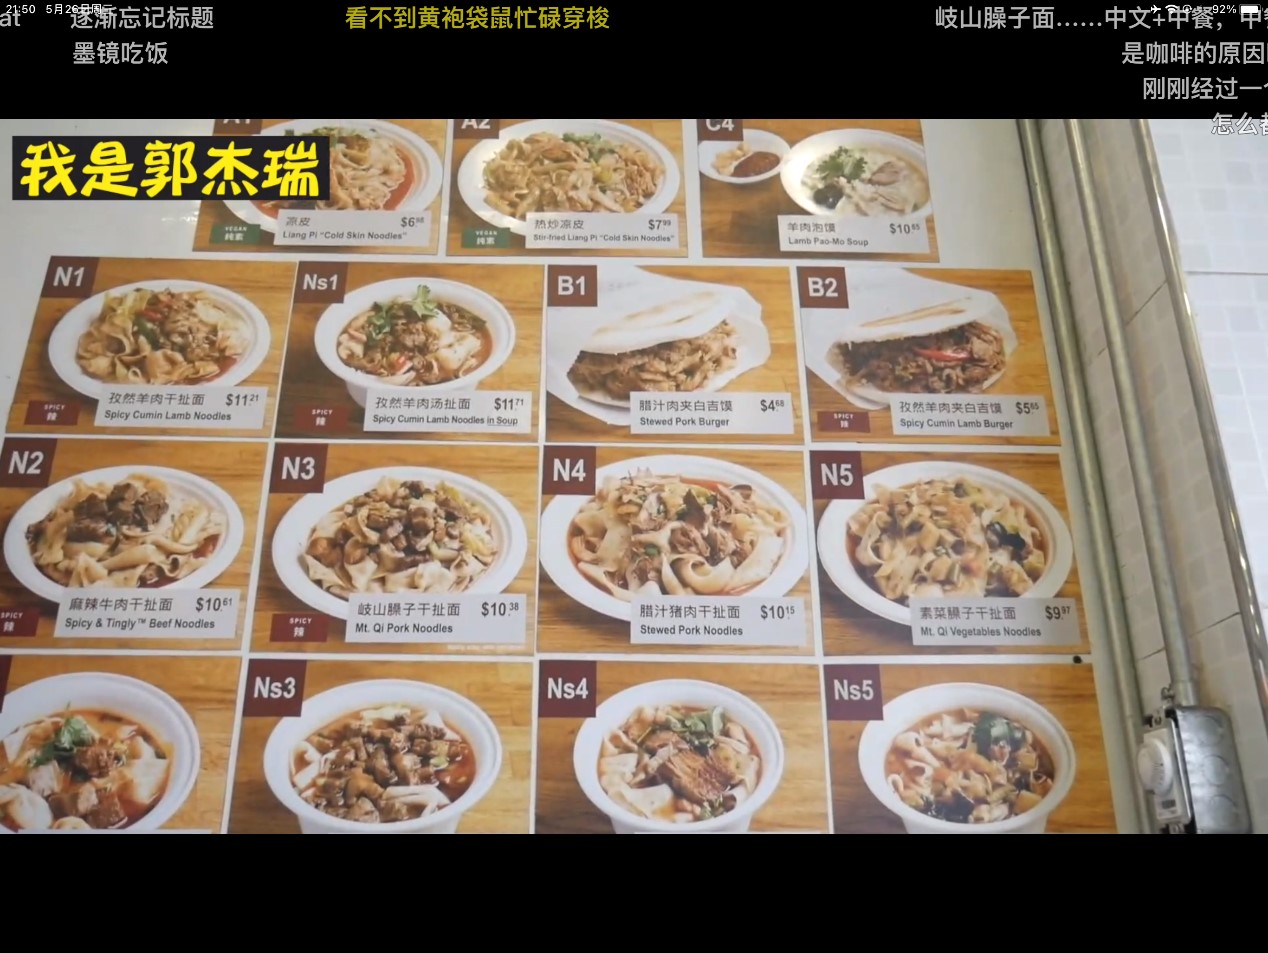 21:50 5月26日周二
92%
at 逐渐忘记标题
看不到黄袍袋鼠忙碌穿梭
岐山臊子面......中文+中餐，中
墨镜吃饭
是咖啡的原因
刚刚经过一个
怎么都
我是郭杰瑞
A1
凉皮 $6
Liang Pi "Cold Skin Noodles"
VEGAN
纯素
A2
热炒凉皮 $7.99
Stir-fried Liang Pi "Cold Skin Noodles"
VEGAN
纯素
C4
羊肉泡馍 $10
Lamb Pao-Mo Soup
N1
孜然羊肉干扯面 $11.21
Spicy Cumin Lamb Noodles
SPICY
辣
Ns1
孜然羊肉汤扯面 $11.71
Spicy Cumin Lamb Noodles in Soup
SPICY
辣
B1
腊汁肉夹白吉馍 $4.68
Stewed Pork Burger
B2
孜然羊肉夹白吉馍 $5
Spicy Cumin Lamb Burger
SPICY
辣
N2
麻辣牛肉干扯面 $10.61
Spicy & Tingly™ Beef Noodles
SPICY
辣
N3
岐山臊子干扯面 $10.38
Mt. Qi Pork Noodles
SPICY
辣
N4
腊汁猪肉干扯面 $10.15
Stewed Pork Noodles
N5
素菜臊子干扯面 $9.97
Mt. Qi Vegetables Noodles
Ns3
Ns4
Ns5